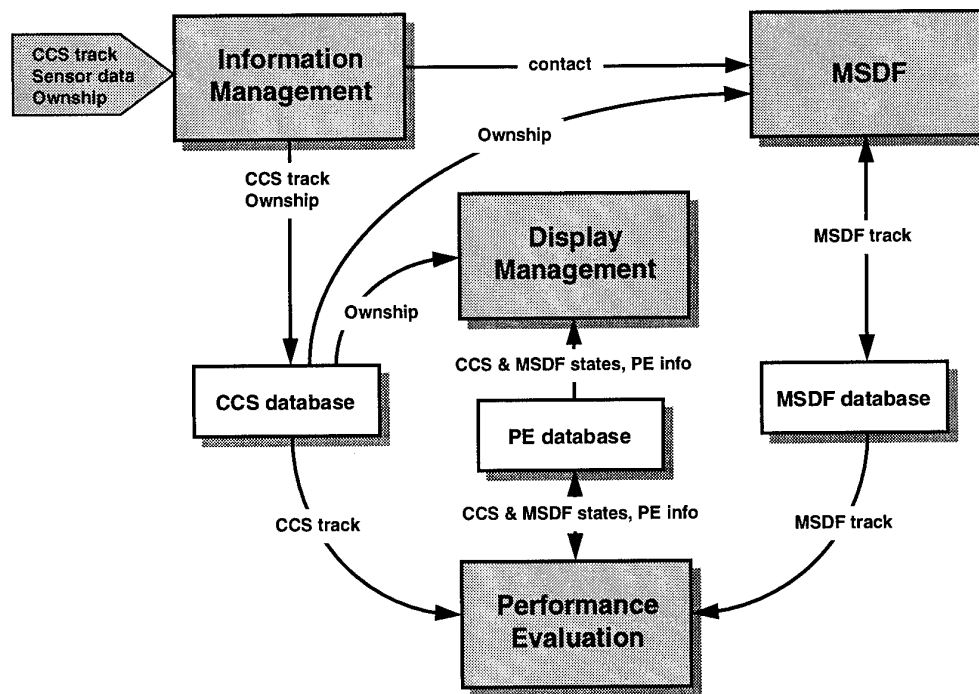 CCS track
Sensor data
Ownship
Information
Management
contact
MSDF
Ownship
CCS track
Ownship
Display
Management
MSDF track
Ownship
CCS & MSDF states, PE info
CCS database
PE database
MSDF database
CCS & MSDF states, PE info
CCS track
MSDF track
Performance
Evaluation